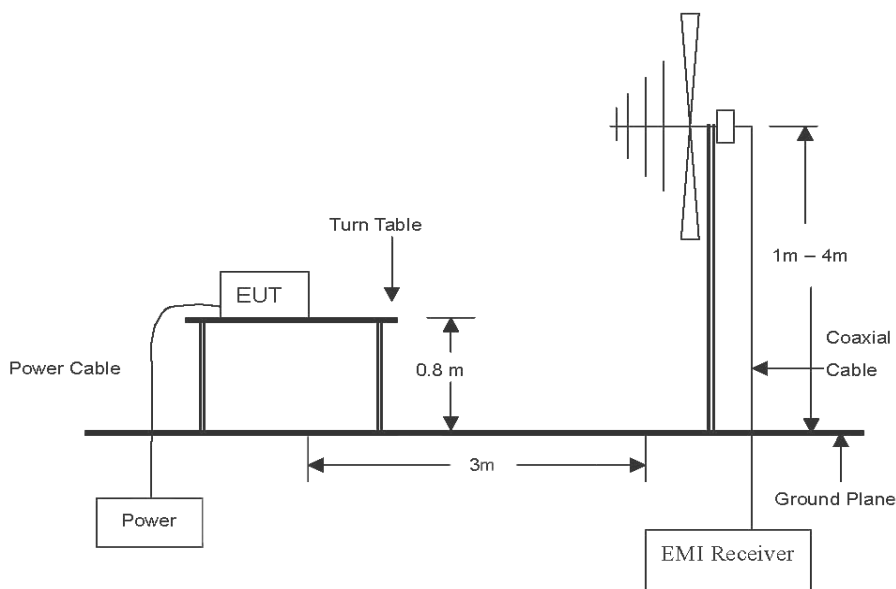 Turn Table
1m – 4m
EUT
Coaxial
Cable
Power Cable
0.8 m
3m
Ground Plane
Power
EMI Receiver